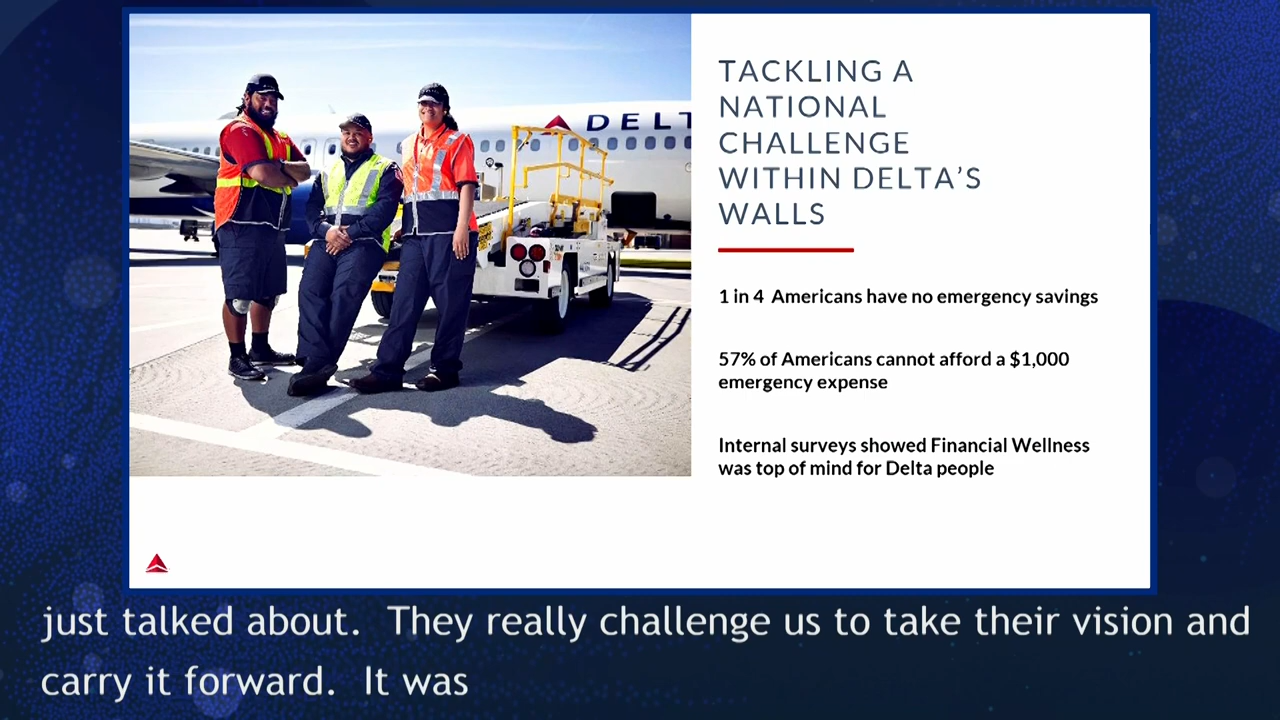 DELT
TACKLING A
NATIONAL
CHALLENGE
WITHIN DELTA'S
WALLS
1 in 4 Americans have no emergency savings
57% of Americans cannot afford a $1,000
emergency expense
Internal surveys showed Financial Wellness
was top of mind for Delta people
just talked about. They really challenge us to take their vision and
carry it forward. It was